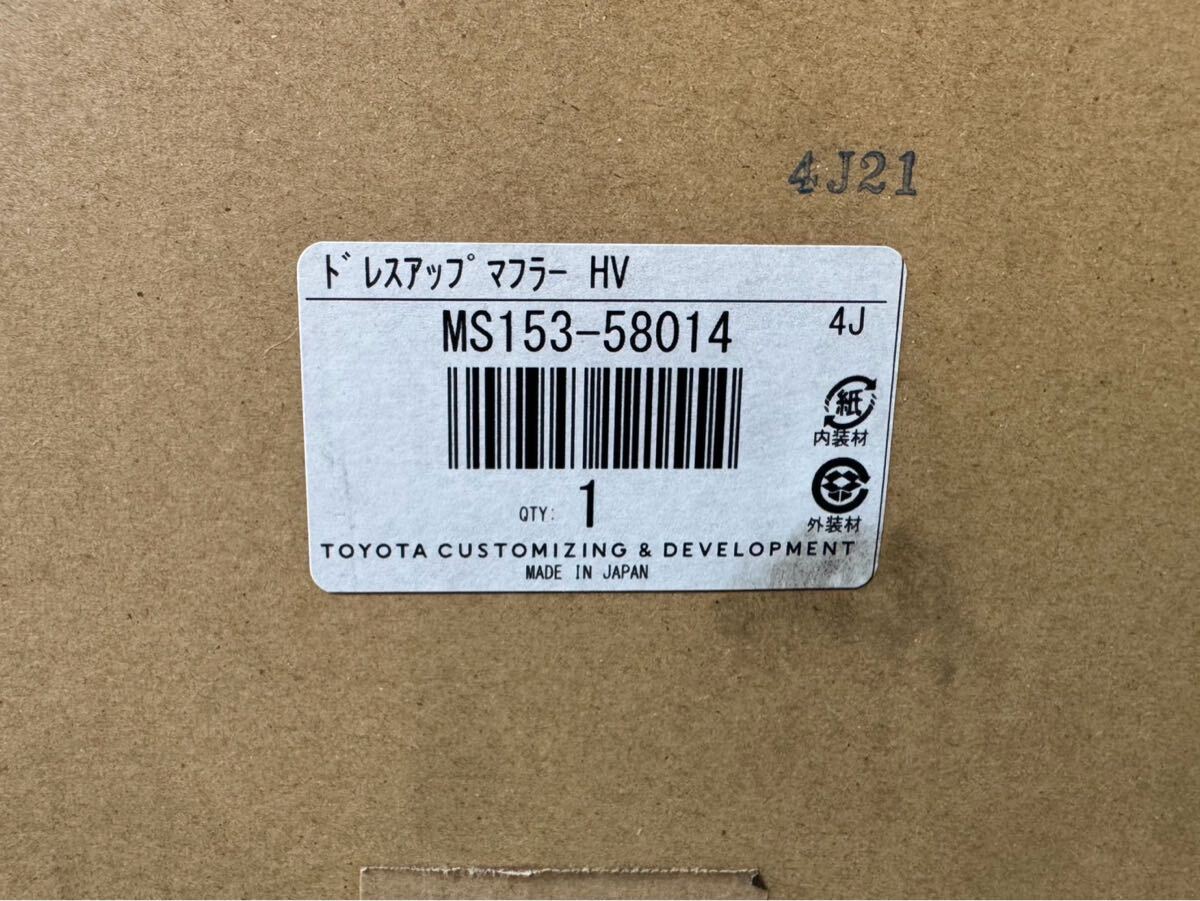 4J21
ﾄﾞﾚｽｱｯﾌﾟﾏﾌﾗｰ HV
MS153-58014 4J
紙
内装材
QTY: 1
外装材
TOYOTA CUSTOMIZING & DEVELOPMENT
MADE IN JAPAN